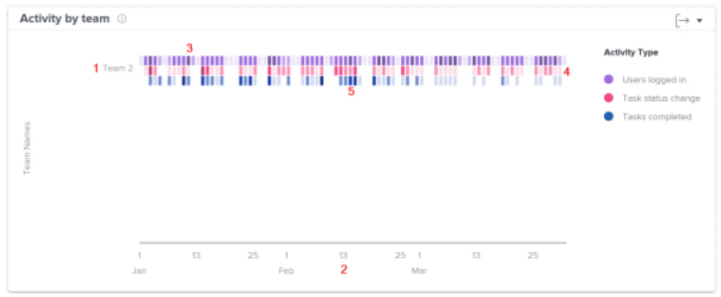 Activity by team
3
1 Team 2
4
5
Activity Type
Users logged in
Task status change
Tasks completed
Team Names
1 13 25 1 13 25 1 13 25
Jan Feb 2 Mar